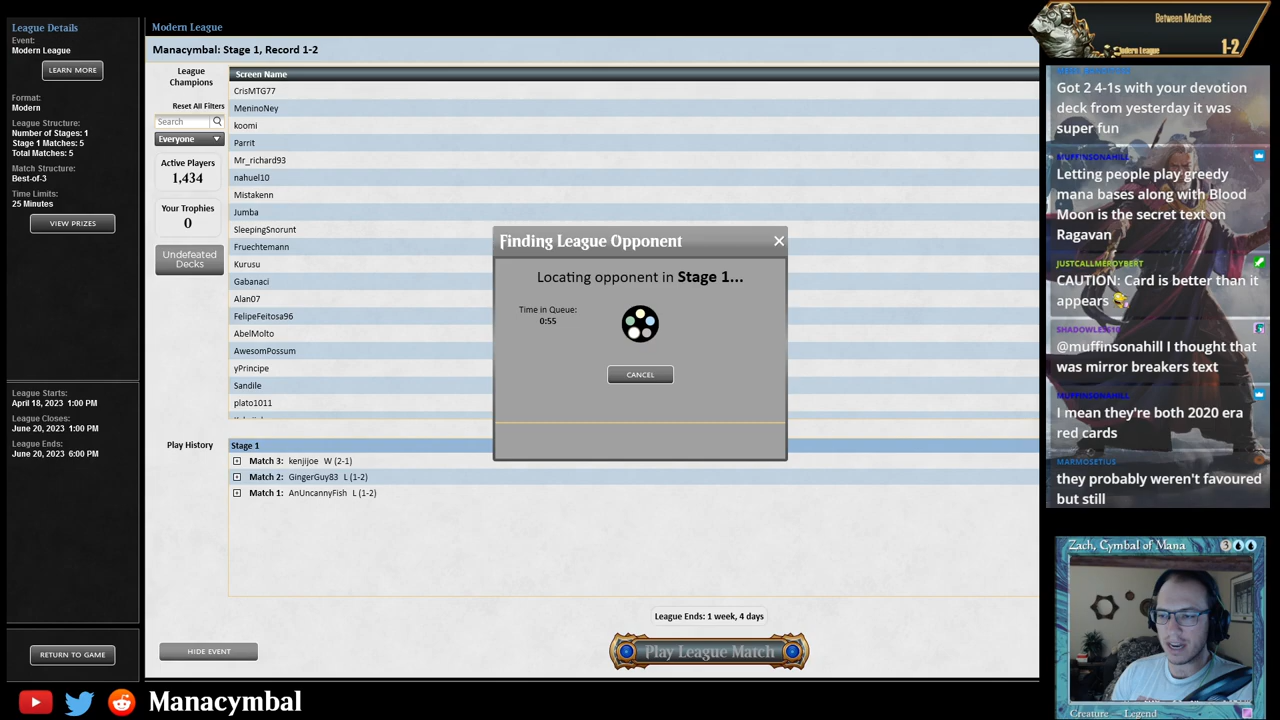 League Details
Event:
Modern League
LEARN MORE
Format:
Modern
League Structure:
Number of Stages: 1
Stage 1 Matches: 5
Total Matches: 5
Match Structure:
Best-of-3
Time Limits:
25 Minutes
VIEW PRIZES
League Starts:
April 18, 2023 1:00 PM
League Closes:
June 20, 2023 1:00 PM
League Ends:
June 20, 2023 6:00 PM
RETURN TO GAME
Modern League
Manacymbal: Stage 1, Record 1-2
League
Champions
Reset All Filters
Search
Everyone
Active Players
1,434
Your Trophies
0
Undefeated
Decks
Screen Name
CrisMTG77
MeninoNey
koomi
Parrit
Mr_richard93
nahuel10
Mistakenn
Jumba
SleepingSnorunt
Fruechtemann
Kurusu
Gabanaci
Alan07
FelipeFeitosa96
AbelMolto
AwesomPossum
yPrincipe
Sandile
plato1011
Finding League Opponent
Locating opponent in Stage 1...
Time in Queue:
0:55
CANCEL
Play History
Stage 1
Match 3: kenjijoe W (2-1)
Match 2: GingerGuy83 L (1-2)
Match 1: AnUncannyFish L (1-2)
League Ends: 1 week, 4 days
HIDE EVENT
Play League Match
Between Matches
Modern League
1-2
Got 2 4-1s with your devotion
deck from yesterday it was
super fun
MUFFINSONAHILL
Letting people play greedy
mana bases along with Blood
Moon is the secret text on
Ragavan
JUSTCALLMEROYBERT
CAUTION: Card is better than it
appears
SHADOWLES610
@muffinsonahill I thought that
was mirror breakers text
MUFFINSONAHILL
I mean they're both 2020 era
red cards
MARMOSETIUS
they probably weren't favoured
but still
Zach, Cymbal of Mana
3
Creature — Legend
Manacymbal